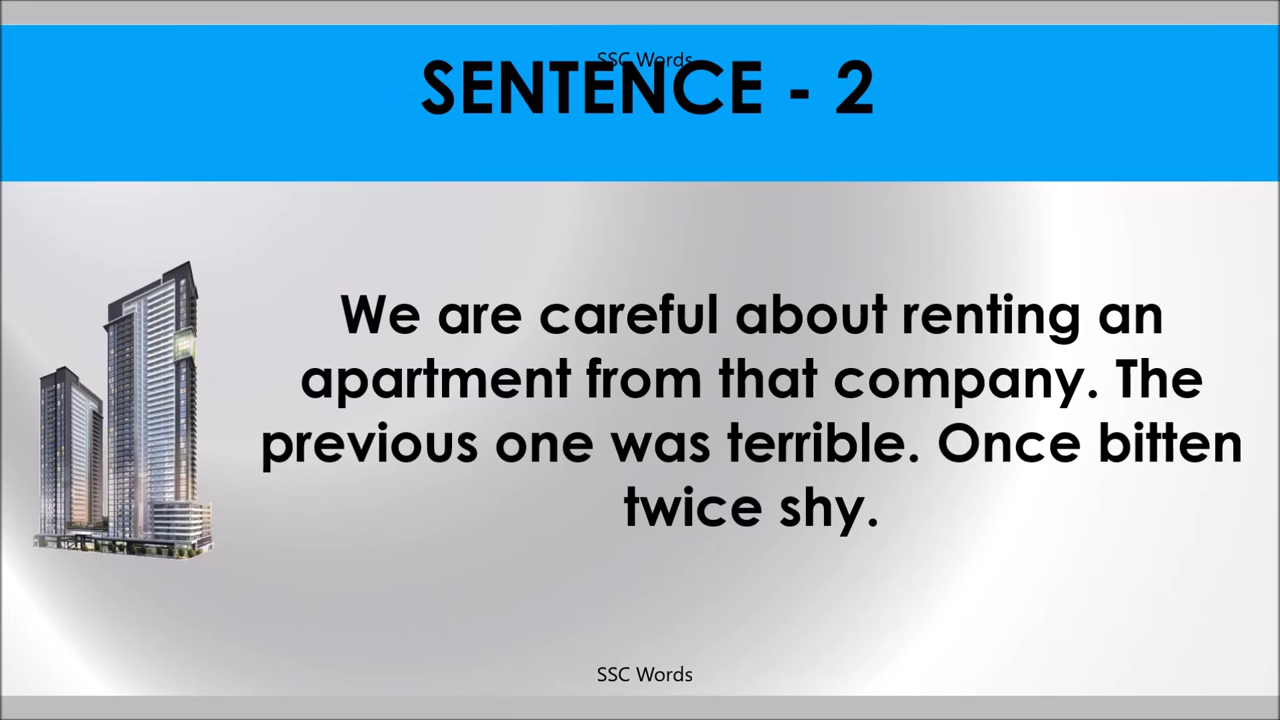 SSC Words
SENTENCE - 2
We are careful about renting an
apartment from that company. The
previous one was terrible. Once bitten
twice shy.
SSC Words